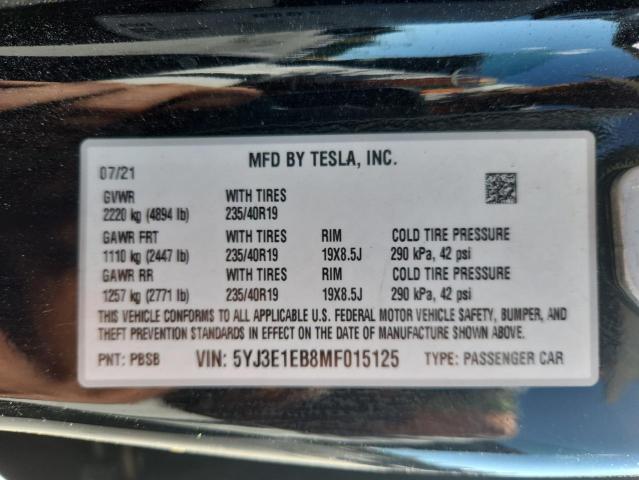 MFD BY TESLA, INC.
07/21
GVWR WITH TIRES
2220 kg (4894 lb) 235/40R19
GAWR FRT WITH TIRES RIM COLD TIRE PRESSURE
1110 kg (2447 lb) 235/40R19 19X8.5J 290 kPa, 42 psi
GAWR RR WITH TIRES RIM COLD TIRE PRESSURE
1257 kg (2771 lb) 235/40R19 19X8.5J 290 kPa, 42 psi
THIS VEHICLE CONFORMS TO ALL APPLICABLE U.S. FEDERAL MOTOR VEHICLE SAFETY, BUMPER, AND
THEFT PREVENTION STANDARDS IN EFFECT ON THE DATE OF MANUFACTURE SHOWN ABOVE.
PNT: PBSB VIN: 5YJ3E1EB8MF015125 TYPE: PASSENGER CAR